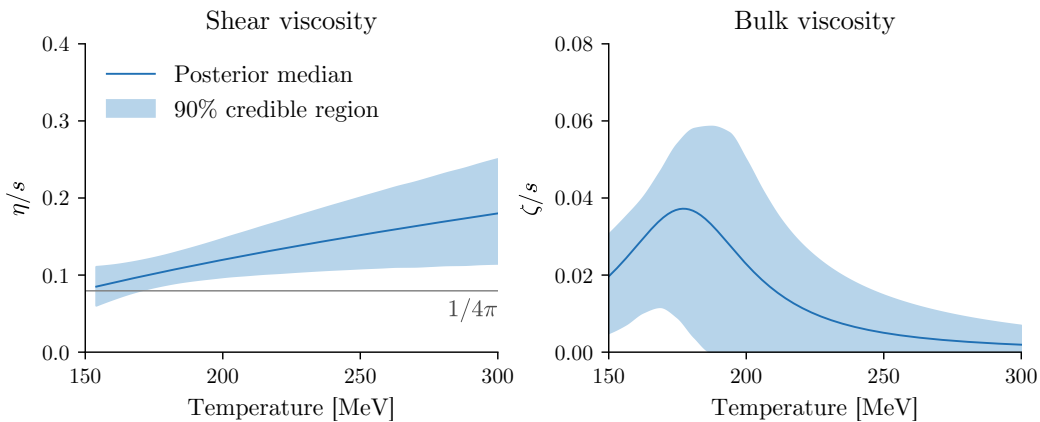 Shear viscosity
0.4
0.3
0.2
0.1
0.0
η/s
Posterior median
90% credible region
1/4π
150
200
250
300
Temperature [MeV]
Bulk viscosity
0.08
0.06
0.04
0.02
0.00
ζ/s
150
200
250
300
Temperature [MeV]